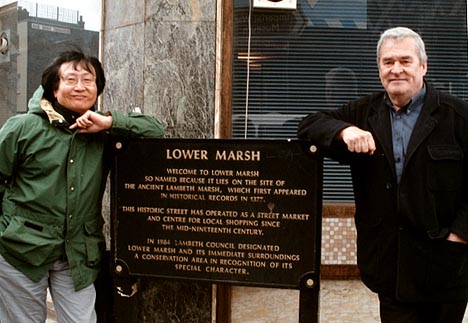 LOWER MARSH
WELCOME TO LOWER MARSH
SO NAMED BECAUSE IT LIES ON THE SITE OF
THE ANCIENT LAMBETH MARSH, WHICH FIRST APPEARED
IN HISTORICAL RECORDS IN 1377.
THIS HISTORIC STREET HAS OPERATED AS A STREET MARKET
AND CENTER FOR LOCAL SHOPPING SINCE
THE MID-NINETEENTH CENTURY.
IN 1984 LAMBETH COUNCIL DESIGNATED
LOWER MARSH AND ITS IMMEDIATE SURROUNDINGS
A CONSERVATION AREA IN RECOGNITION OF ITS
SPECIAL CHARACTER.